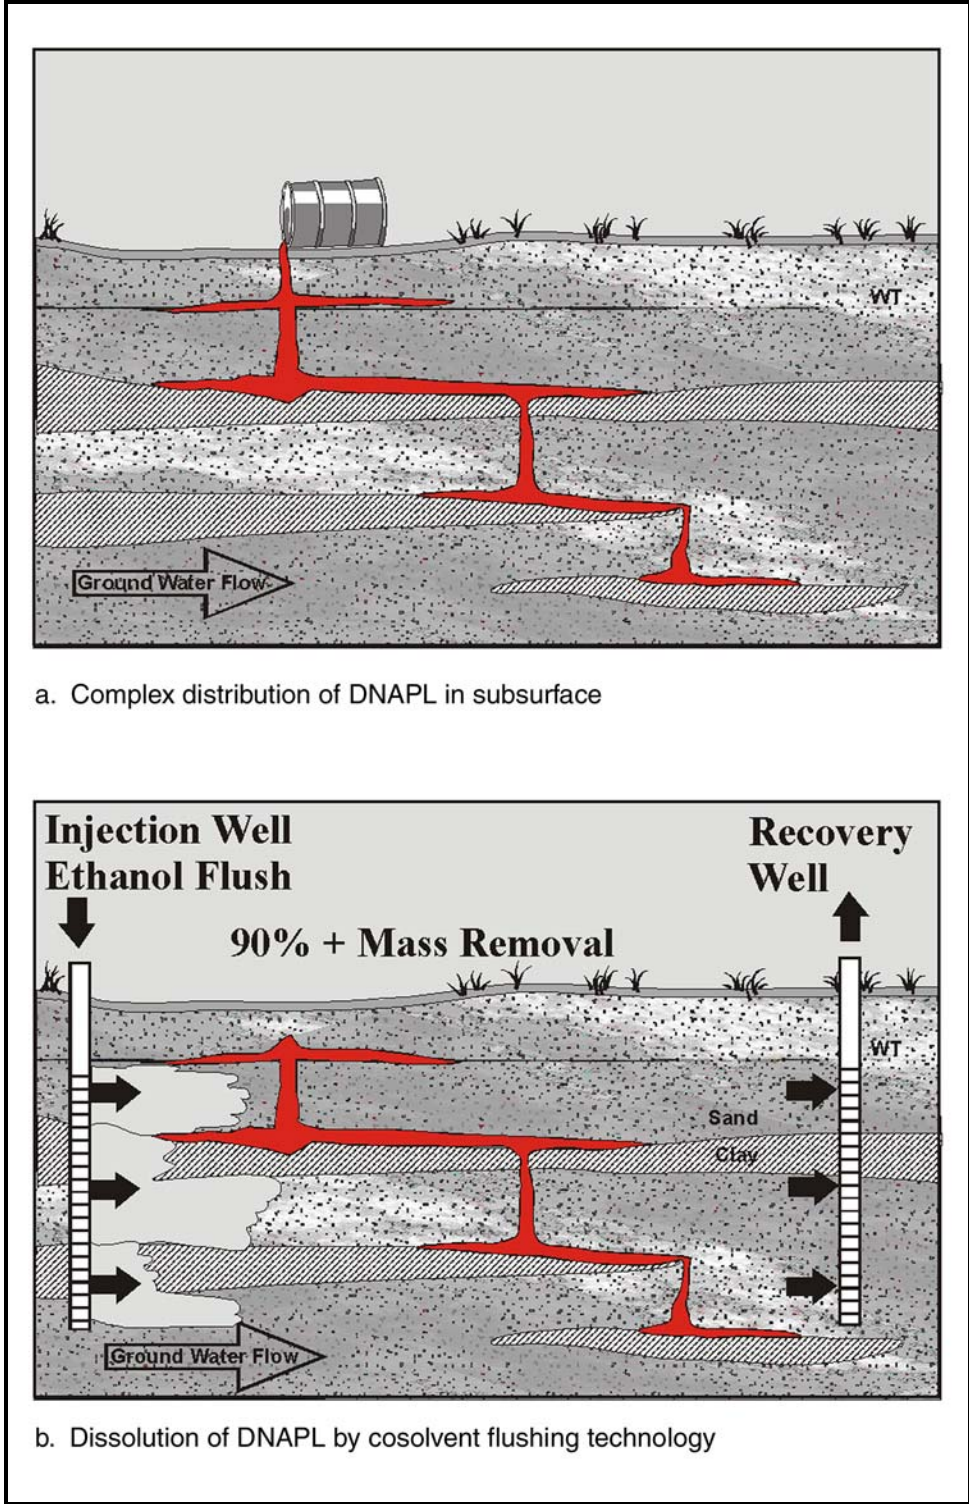 WT
Ground Water Flow
a. Complex distribution of DNAPL in subsurface
Injection Well
Ethanol Flush
Recovery
Well
90% + Mass Removal
WT
Sand
Clay
Ground Water Flow
b. Dissolution of DNAPL by cosolvent flushing technology